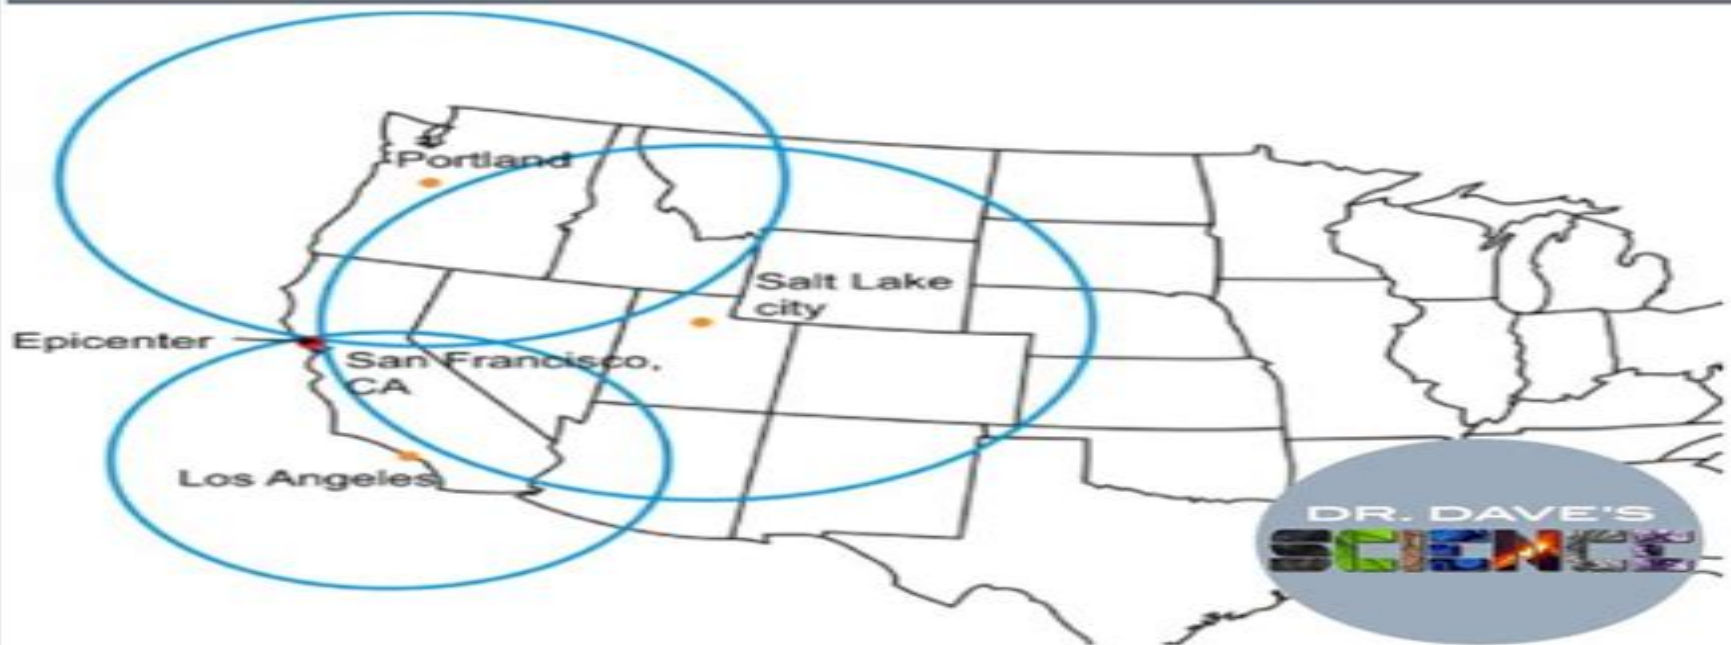 Portland
Salt Lake
city
Epicenter
San Francisco,
CA
Los Angeles
DR. DAVE'S
SCIENCE